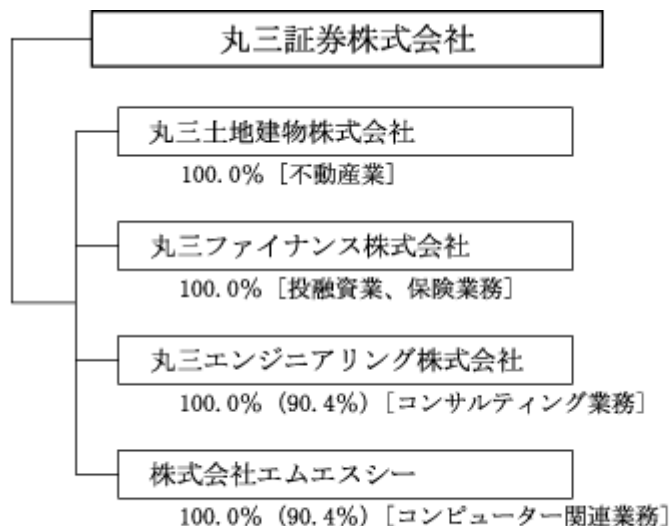 丸三証券株式会社
丸三土地建物株式会社
100.0% [不動産業]
丸三ファイナンス株式会社
100.0% [投融資業、保険業務]
丸三エンジニアリング株式会社
100.0% (90.4%) [コンサルティング業務]
株式会社エムエスシー
100.0% (90.4%) [コンピューター関連業務]